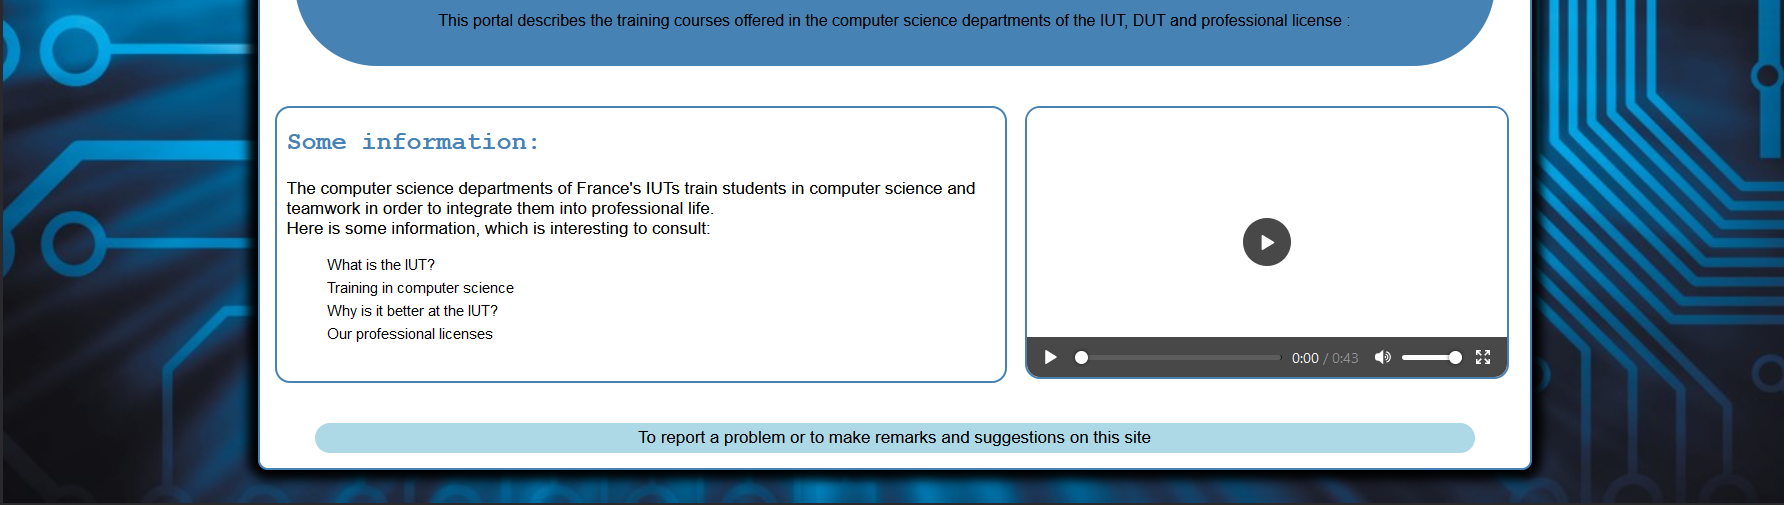 This portal describes the training courses offered in the computer science departments of the IUT, DUT and professional license :
Some information:
The computer science departments of France's IUTs train students in computer science and
teamwork in order to integrate them into professional life.
Here is some information, which is interesting to consult:
What is the IUT?
Training in computer science
Why is it better at the IUT?
Our professional licenses
0:00 / 0:43
To report a problem or to make remarks and suggestions on this site